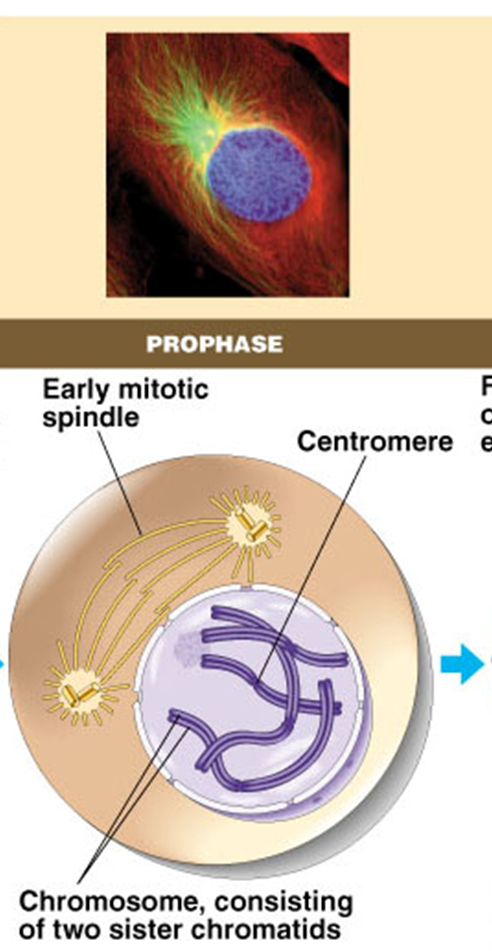 PROPHASE
Early mitotic
spindle
Centromere
F
o
e
Chromosome, consisting
of two sister chromatids